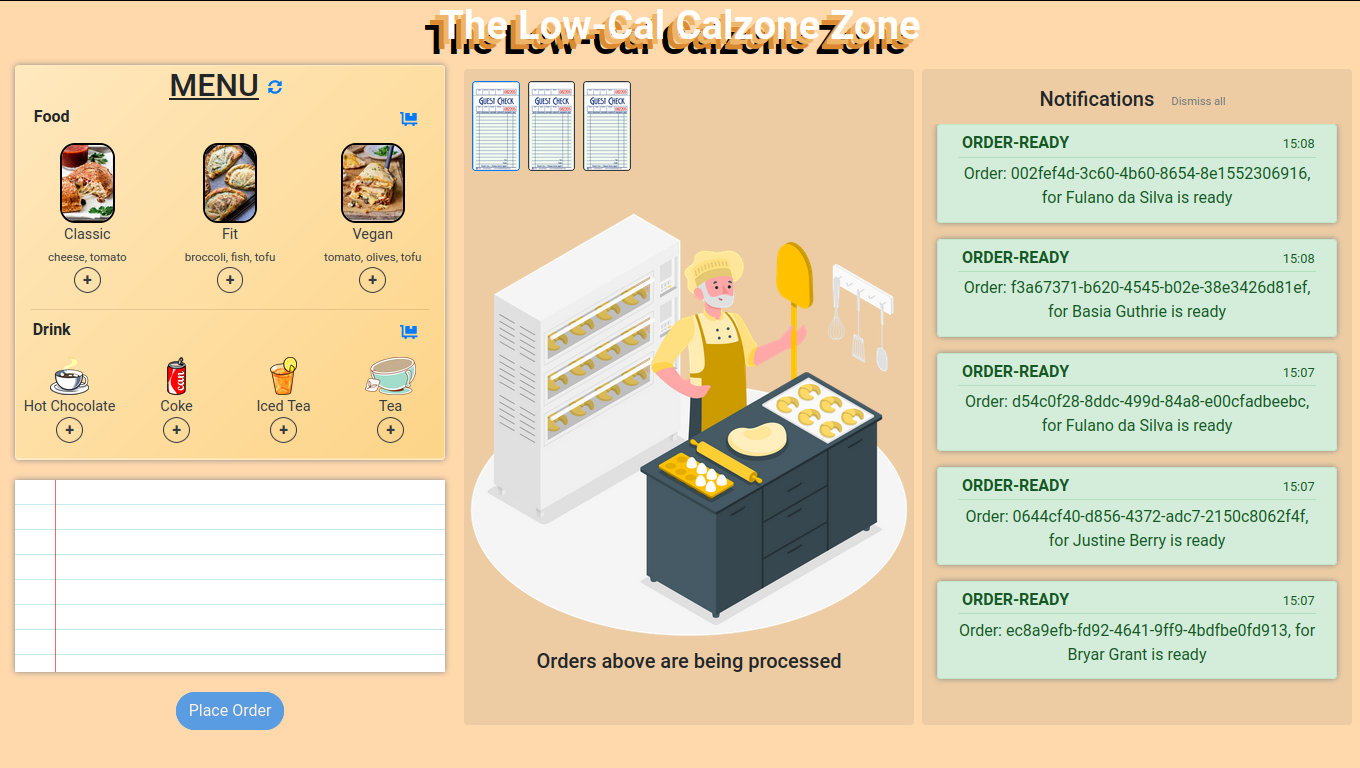 The Low-Cal Calzone Zone
MENU
Food
Classic
cheese, tomato
+
Fit
broccoli, fish, tofu
+
Vegan
tomato, olives, tofu
+
Drink
Hot Chocolate
+
Coke
+
Iced Tea
+
Tea
+
Place Order
GUEST CHECK
GUEST CHECK
GUEST CHECK
Orders above are being processed
Notifications Dismiss all
ORDER-READY 15:08
Order: 002fef4d-3c60-4b60-8654-8e1552306916,
for Fulano da Silva is ready
ORDER-READY 15:08
Order: f3a67371-b620-4545-b02e-38e3426d81ef,
for Basia Guthrie is ready
ORDER-READY 15:07
Order: d54c0f28-8ddc-499d-84a8-e00cfadbeebc,
for Fulano da Silva is ready
ORDER-READY 15:07
Order: 0644cf40-d856-4372-adc7-2150c8062f4f,
for Justine Berry is ready
ORDER-READY 15:07
Order: ec8a9efb-fd92-4641-9ff9-4bdfbe0fd913, for
Bryar Grant is ready